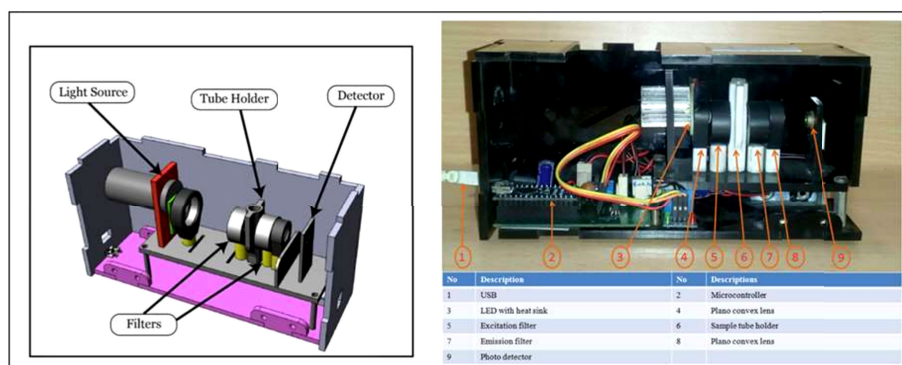 Light Source
Tube Holder
Detector
Filters
1 2 3 4 5 6 7 8 9
No Description No Descriptions
1 USB 2 Microcontroller
3 LED with heat sink 4 Plano convex lens
5 Excitation filter 6 Sample tube holder
7 Emission filter 8 Plano convex lens
9 Photo detector